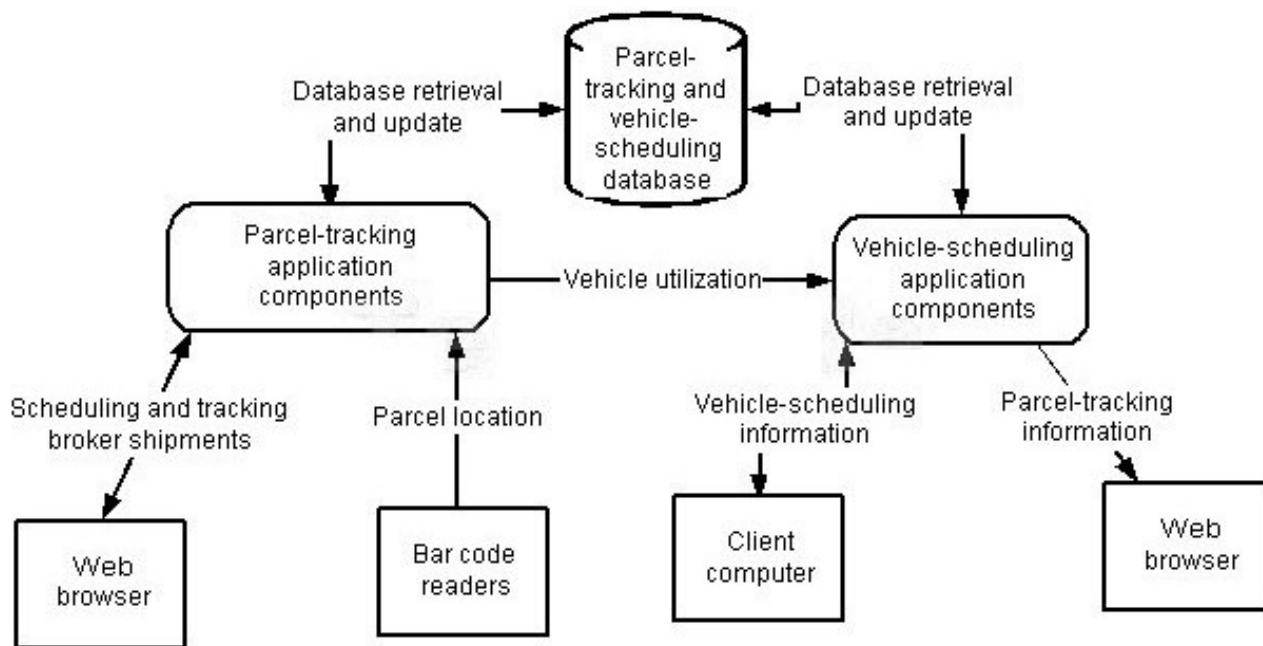 Parcel-
tracking and
vehicle-
scheduling
database
Database retrieval
and update
Database retrieval
and update
Parcel-tracking
application
components
Vehicle utilization
Vehicle-scheduling
application
components
Scheduling and tracking
broker shipments
Parcel location
Vehicle-scheduling
information
Parcel-tracking
information
Web
browser
Bar code
readers
Client
computer
Web
browser